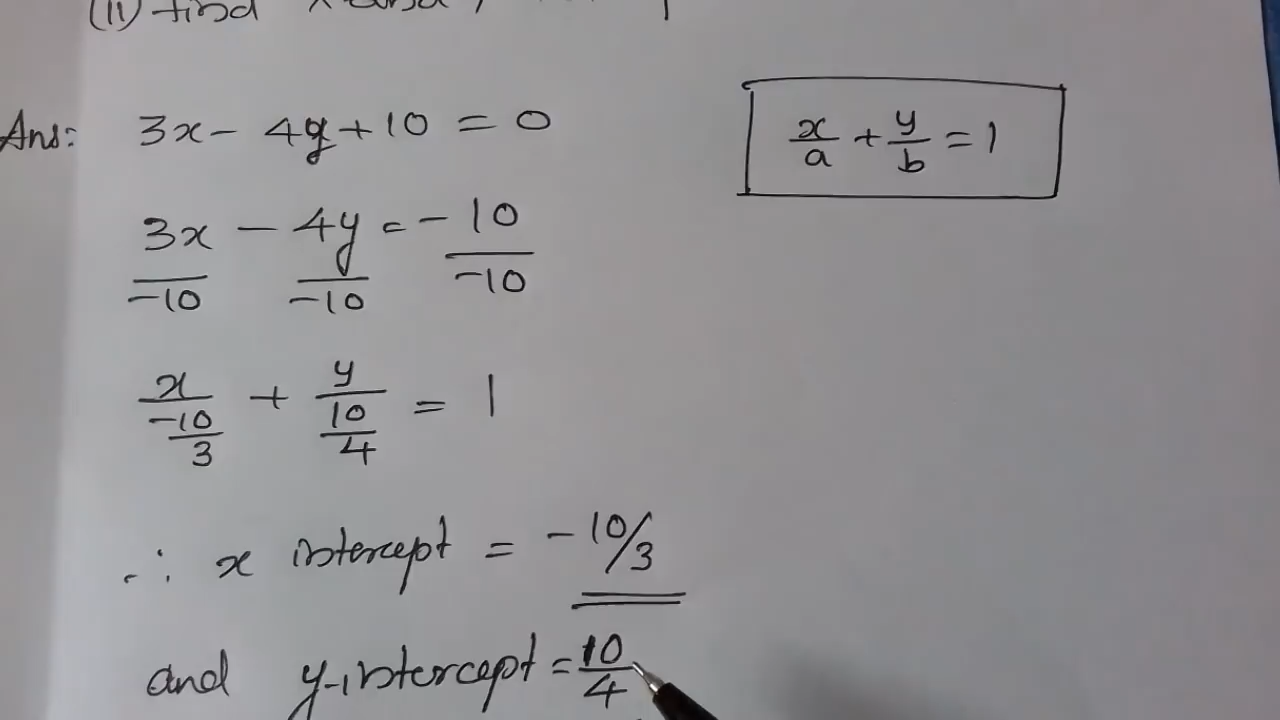 (ii) find x and y
Ans: 3x - 4y + 10 = 0
x/a + y/b = 1
3x/-10 - 4y/-10 = -10/-10
x/(-10/3) + y/(10/4) = 1
∴ x intercept = -10/3
and y-intercept = 10/4